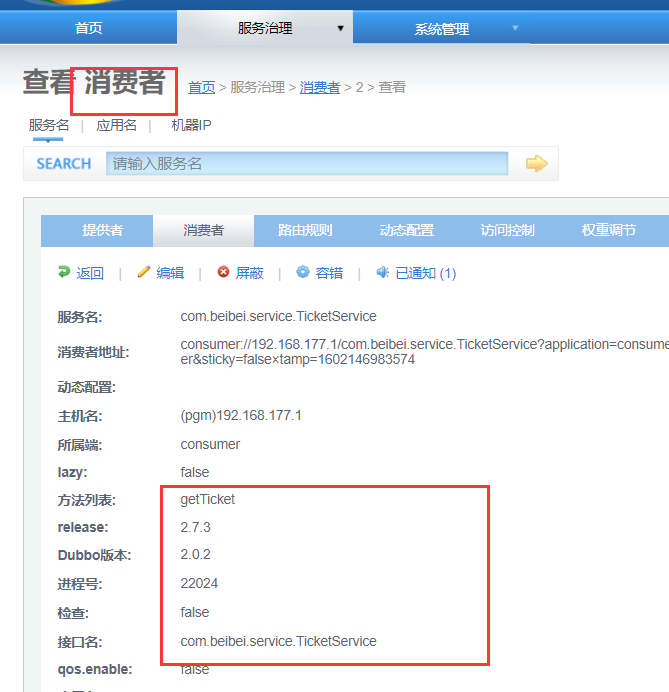 首页 服务治理 ▼ 系统管理 ▼
查看 消费者 首页 > 服务治理 > 消费者 > 2 > 查看
服务名 | 应用名 | 机器IP
SEARCH 请输入服务名
提供者 消费者 路由规则 动态配置 访问控制 权重调节
返回 | 编辑 | 屏蔽 | 容错 | 已通知 (1)
服务名: com.beibei.service.TicketService
消费者地址: consumer://192.168.177.1/com.beibei.service.TicketService?application=consume
er&sticky=false×tamp=1602146983574
动态配置:
主机名: (pgm)192.168.177.1
所属端: consumer
lazy: false
方法列表: getTicket
release: 2.7.3
Dubbo版本: 2.0.2
进程号: 22024
检查: false
接口名: com.beibei.service.TicketService
qos.enable: false